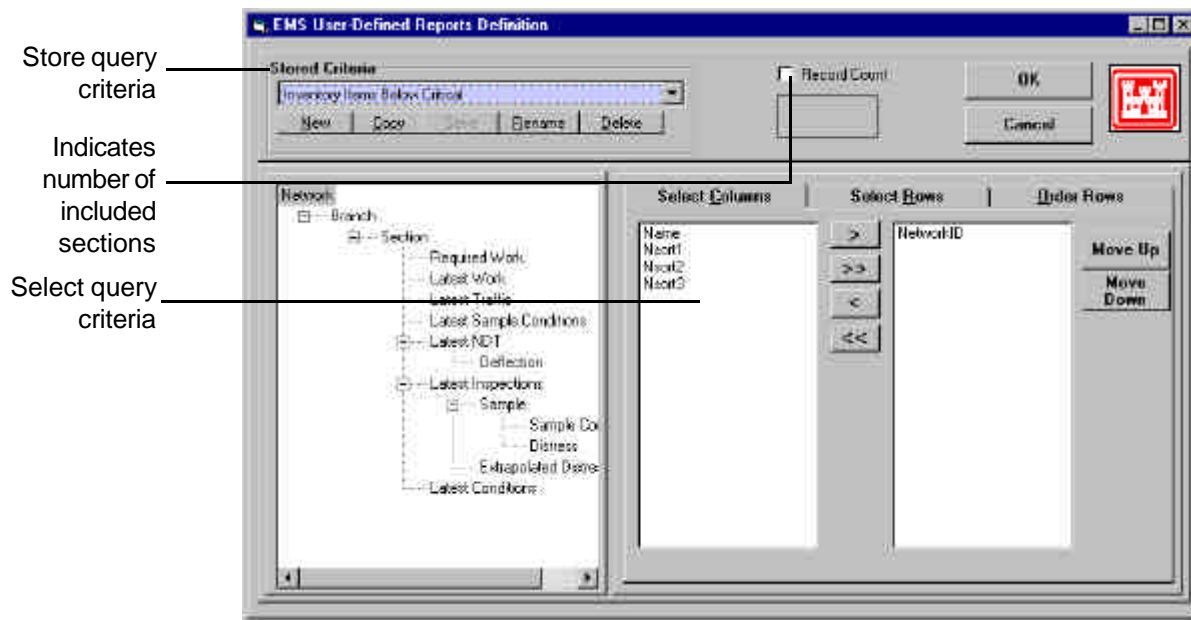 EMS User-Defined Reports Definition
Store query
criteria
Stored Criteria
Inventory Items Below Critical
New
Copy
Save
Rename
Delete
Record Count
OK
Cancel
Indicates
number of
included
sections
Select query
criteria
Network
Branch
Section
Required Work
Latest Work
Latest Traffic
Latest Sample Conditions
Latest NDT
Deflection
Latest Inspections
Sample
Sample Co
Distress
Extrapolated Distre
Latest Conditions
Select Columns
Select Rows
Order Rows
Name
Nsort1
Nsort2
Nsort3
>
>>
<
<<
NetworkID
Move Up
Move
Down